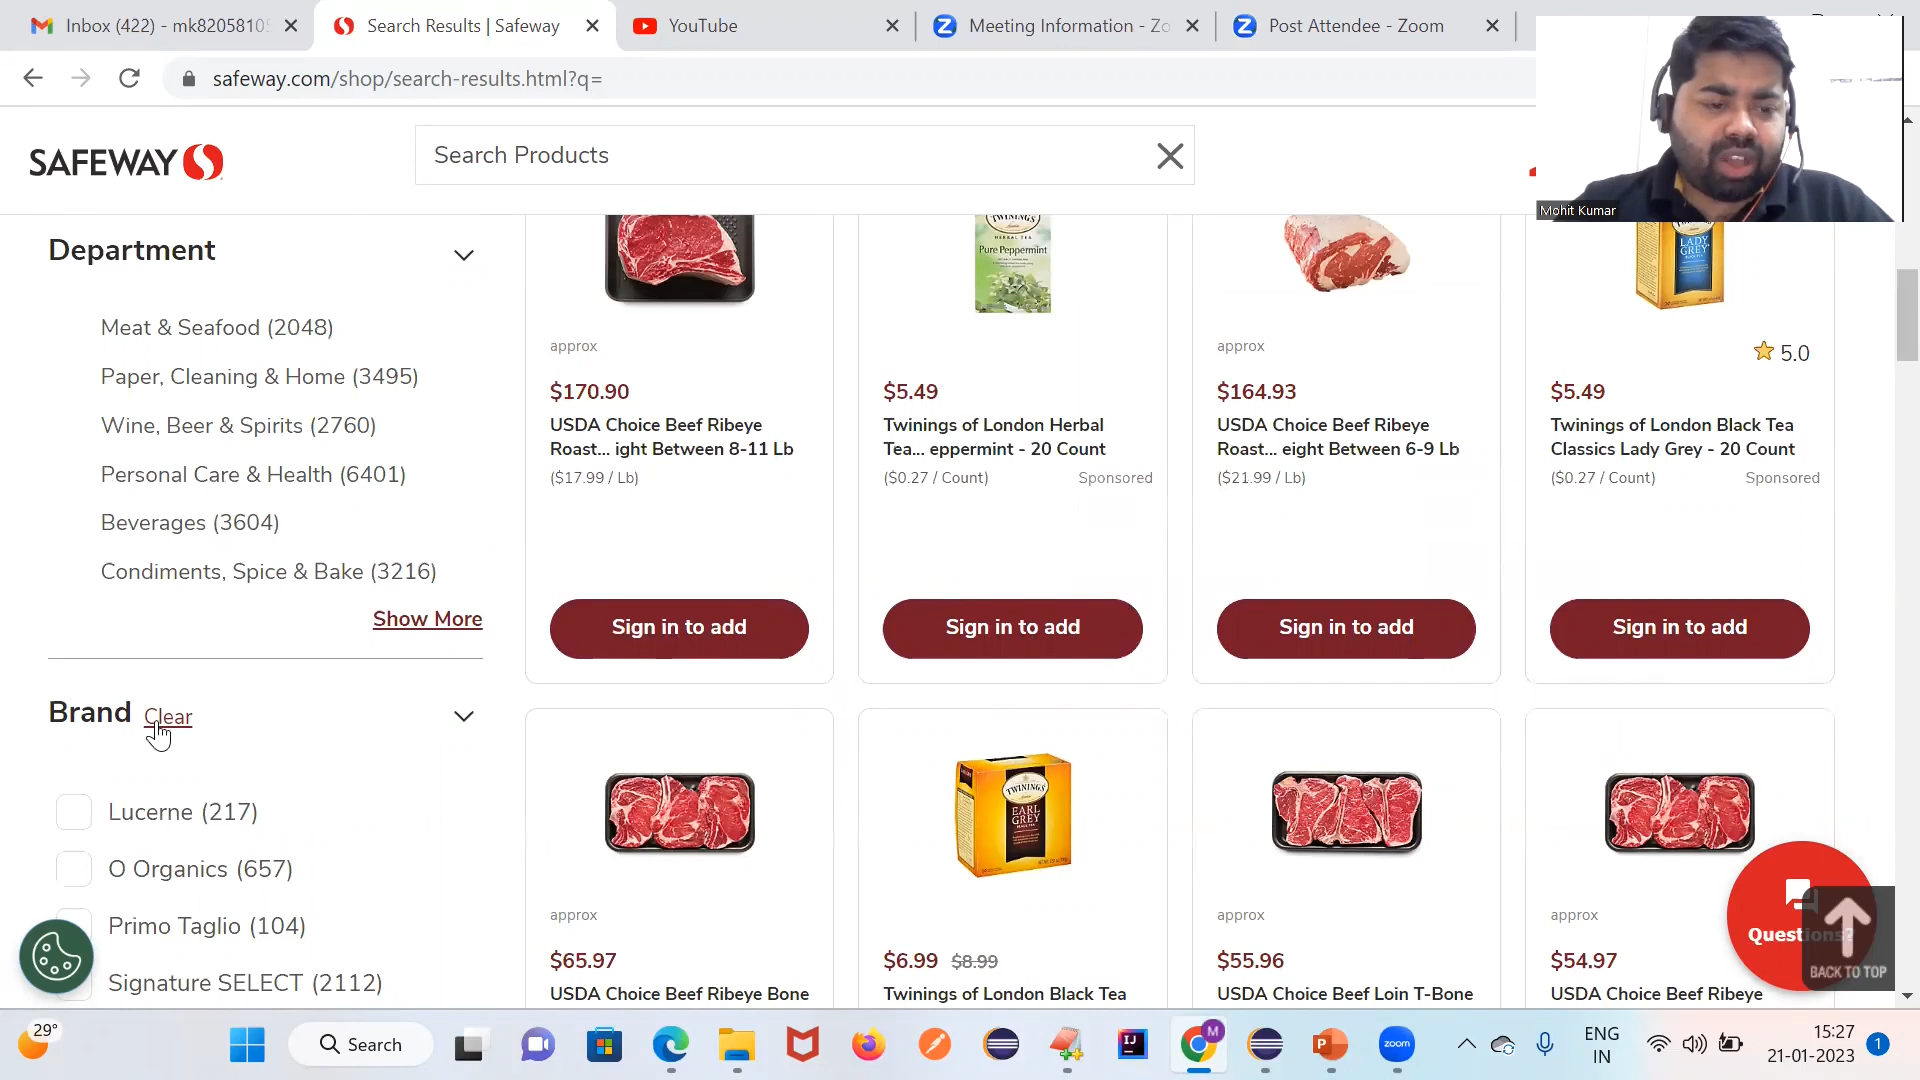 Inbox (422) - mk8205810
Search Results | Safeway
YouTube
Meeting Information - Zo
Post Attendee - Zoom
safeway.com/shop/search-results.html?q=
SAFEWAY
Search Products
Mohit Kumar
Department
Meat & Seafood (2048)
Paper, Cleaning & Home (3495)
Wine, Beer & Spirits (2760)
Personal Care & Health (6401)
Beverages (3604)
Condiments, Spice & Bake (3216)
Show More
Brand Clear
Lucerne (217)
O Organics (657)
Primo Taglio (104)
Signature SELECT (2112)
approx
$170.90
USDA Choice Beef Ribeye
Roast... ight Between 8-11 Lb
($17.99 / Lb)
Sign in to add
TWININGS
HERBAL TEA
Pure Peppermint
$5.49
Twinings of London Herbal
Tea... eppermint - 20 Count
($0.27 / Count)
Sponsored
Sign in to add
approx
$164.93
USDA Choice Beef Ribeye
Roast... eight Between 6-9 Lb
($21.99 / Lb)
Sign in to add
LADY
GREY
5.0
$5.49
Twinings of London Black Tea
Classics Lady Grey - 20 Count
($0.27 / Count)
Sponsored
Sign in to add
approx
$65.97
USDA Choice Beef Ribeye Bone
TWININGS
EARL
GREY
$6.99 $8.99
Twinings of London Black Tea
approx
$55.96
USDA Choice Beef Loin T-Bone
approx
$54.97
USDA Choice Beef Ribeye
Questions?
BACK TO TOP
29°
Search
zoom
M
ENG
IN
15:27
21-01-2023
1